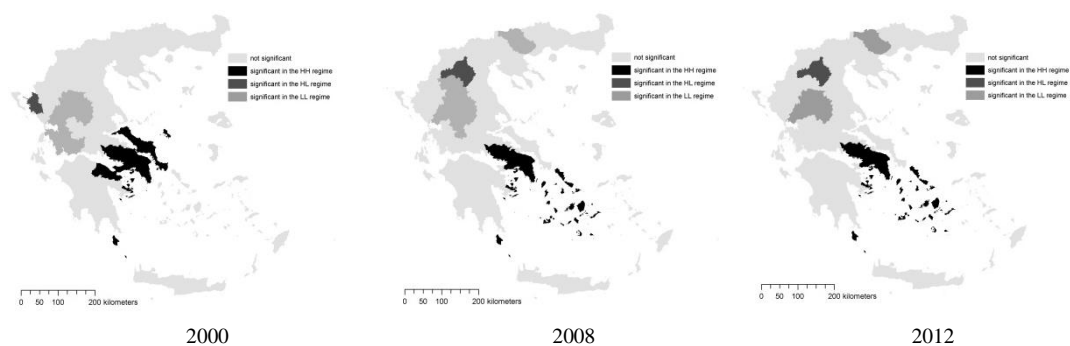 not significant
significant in the HH regime
significant in the HL regime
significant in the LL regime
0 50 100 200 kilometers
2000
not significant
significant in the HH regime
significant in the HL regime
significant in the LL regime
0 50 100 200 kilometers
2008
not significant
significant in the HH regime
significant in the HL regime
significant in the LL regime
0 50 100 200 kilometers
2012